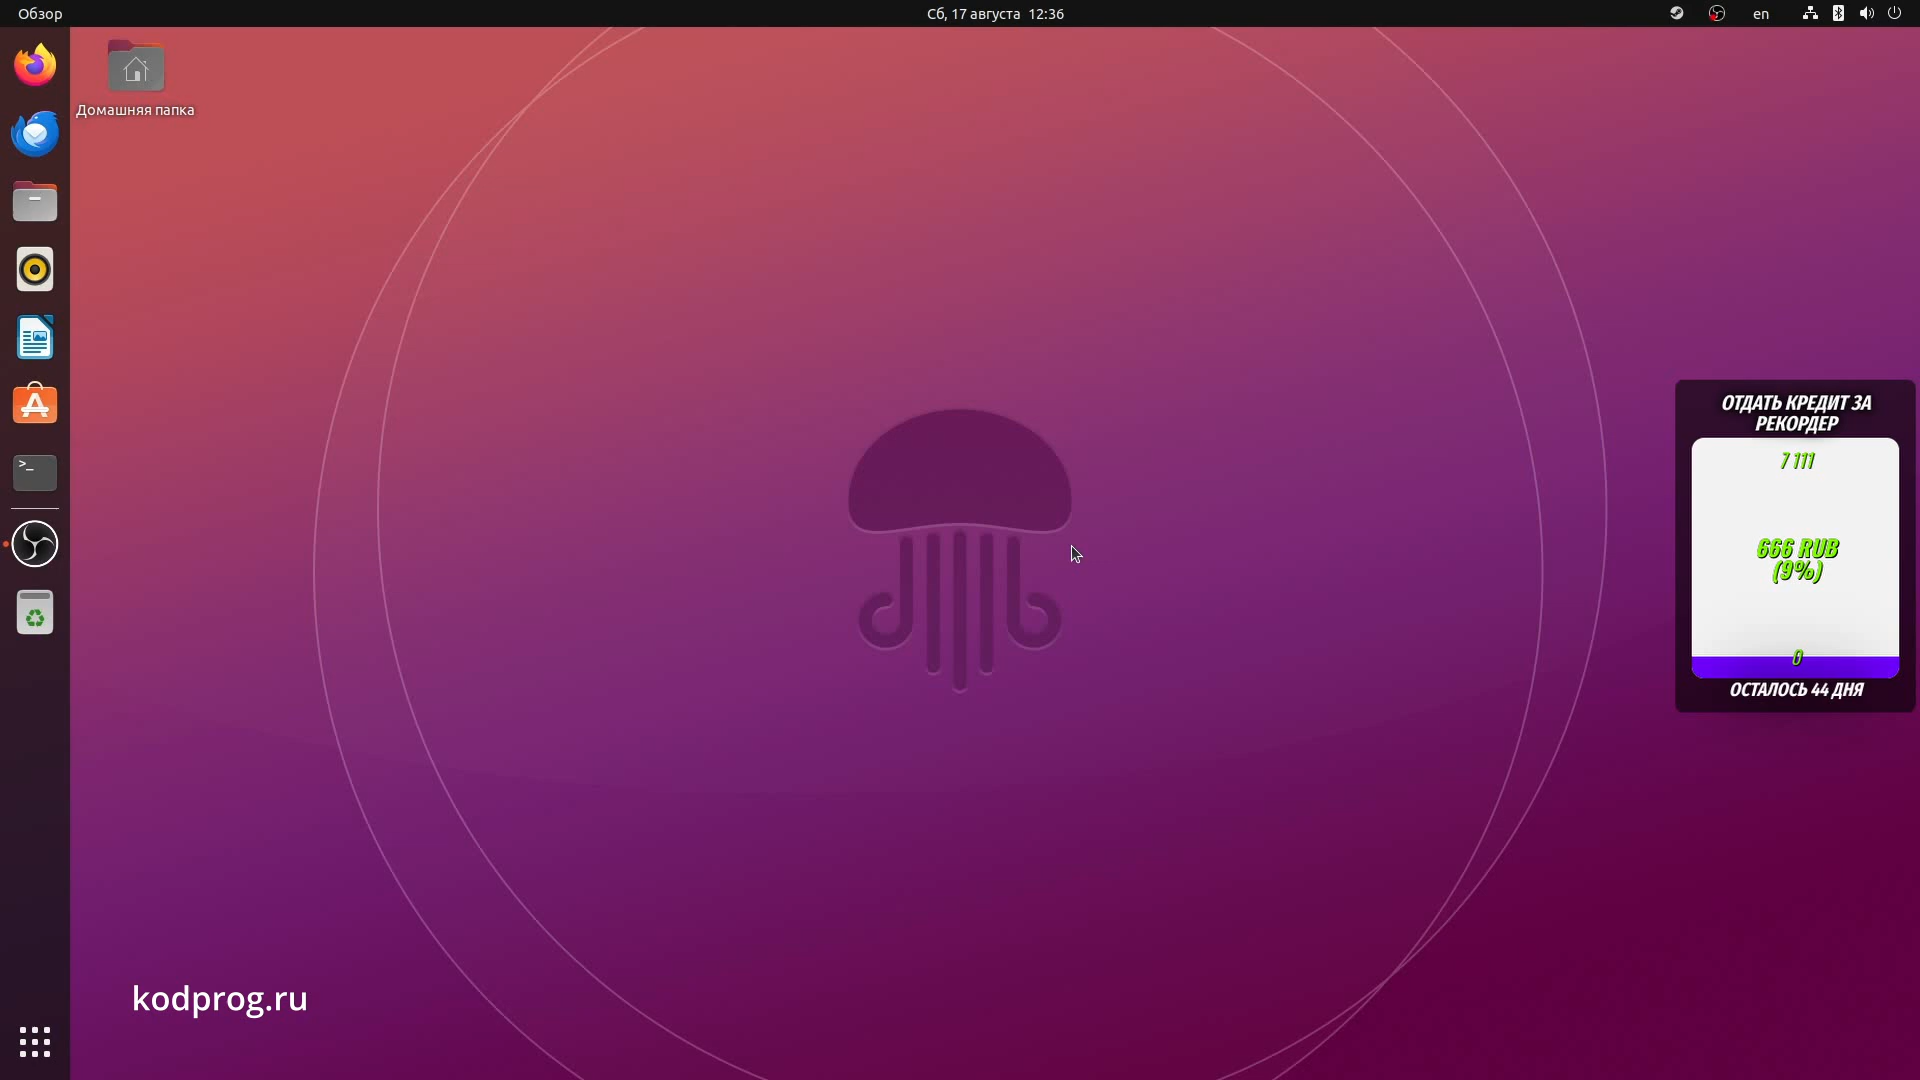 Обзор
Сб, 17 августа 12:36
en
Домашняя папка
>_
ОТДАТЬ КРЕДИТ ЗА
РЕКОРДЕР
7 111
666 RUB
(9%)
0
ОСТАЛОСЬ 44 ДНЯ
kodprog.ru